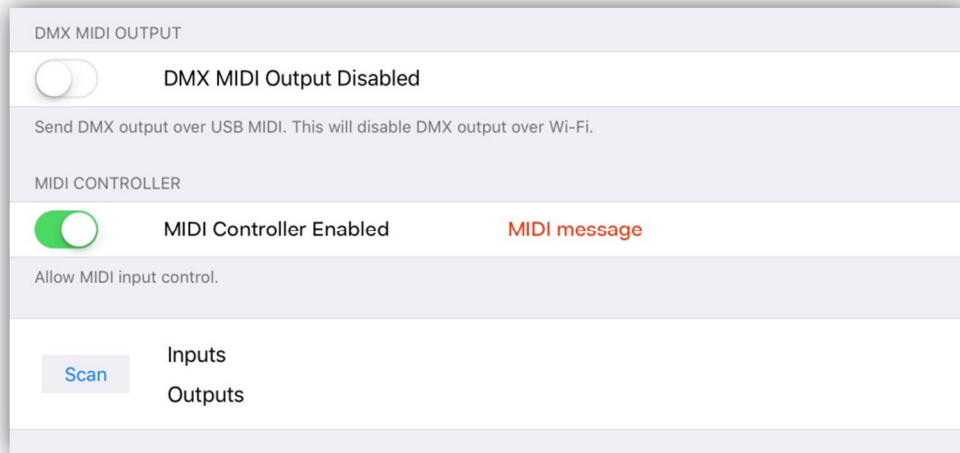 DMX MIDI OUTPUT
DMX MIDI Output Disabled
Send DMX output over USB MIDI. This will disable DMX output over Wi-Fi.
MIDI CONTROLLER
MIDI Controller Enabled MIDI message
Allow MIDI input control.
Scan
Inputs
Outputs